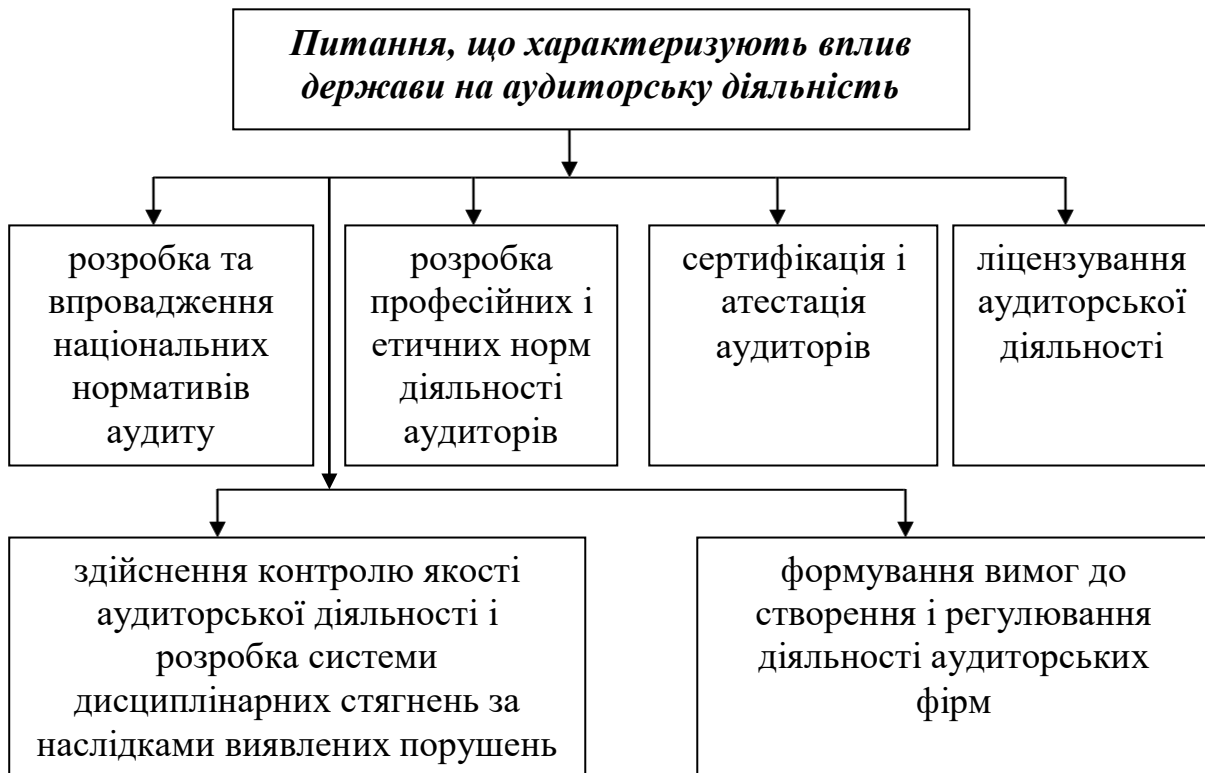 Питання, що характеризують вплив
держави на аудиторську діяльність
розробка та
впровадження
національних
нормативів
аудиту
розробка
професійних і
етичних норм
діяльності
аудиторів
сертифікація і
атестація
аудиторів
ліцензування
аудиторської
діяльності
здійснення контролю якості
аудиторської діяльності і
розробка системи
дисциплінарних стягнень за
наслідками виявлених порушень
формування вимог до
створення і регулювання
діяльності аудиторських
фірм